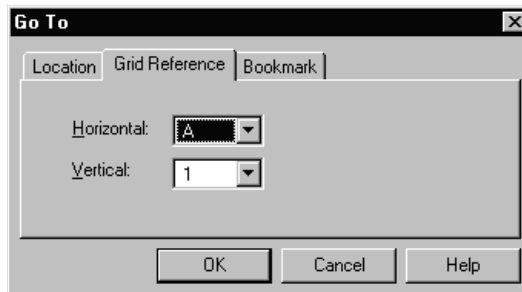 Go To
Location Grid Reference Bookmark
Horizontal: A
Vertical: 1
OK Cancel Help